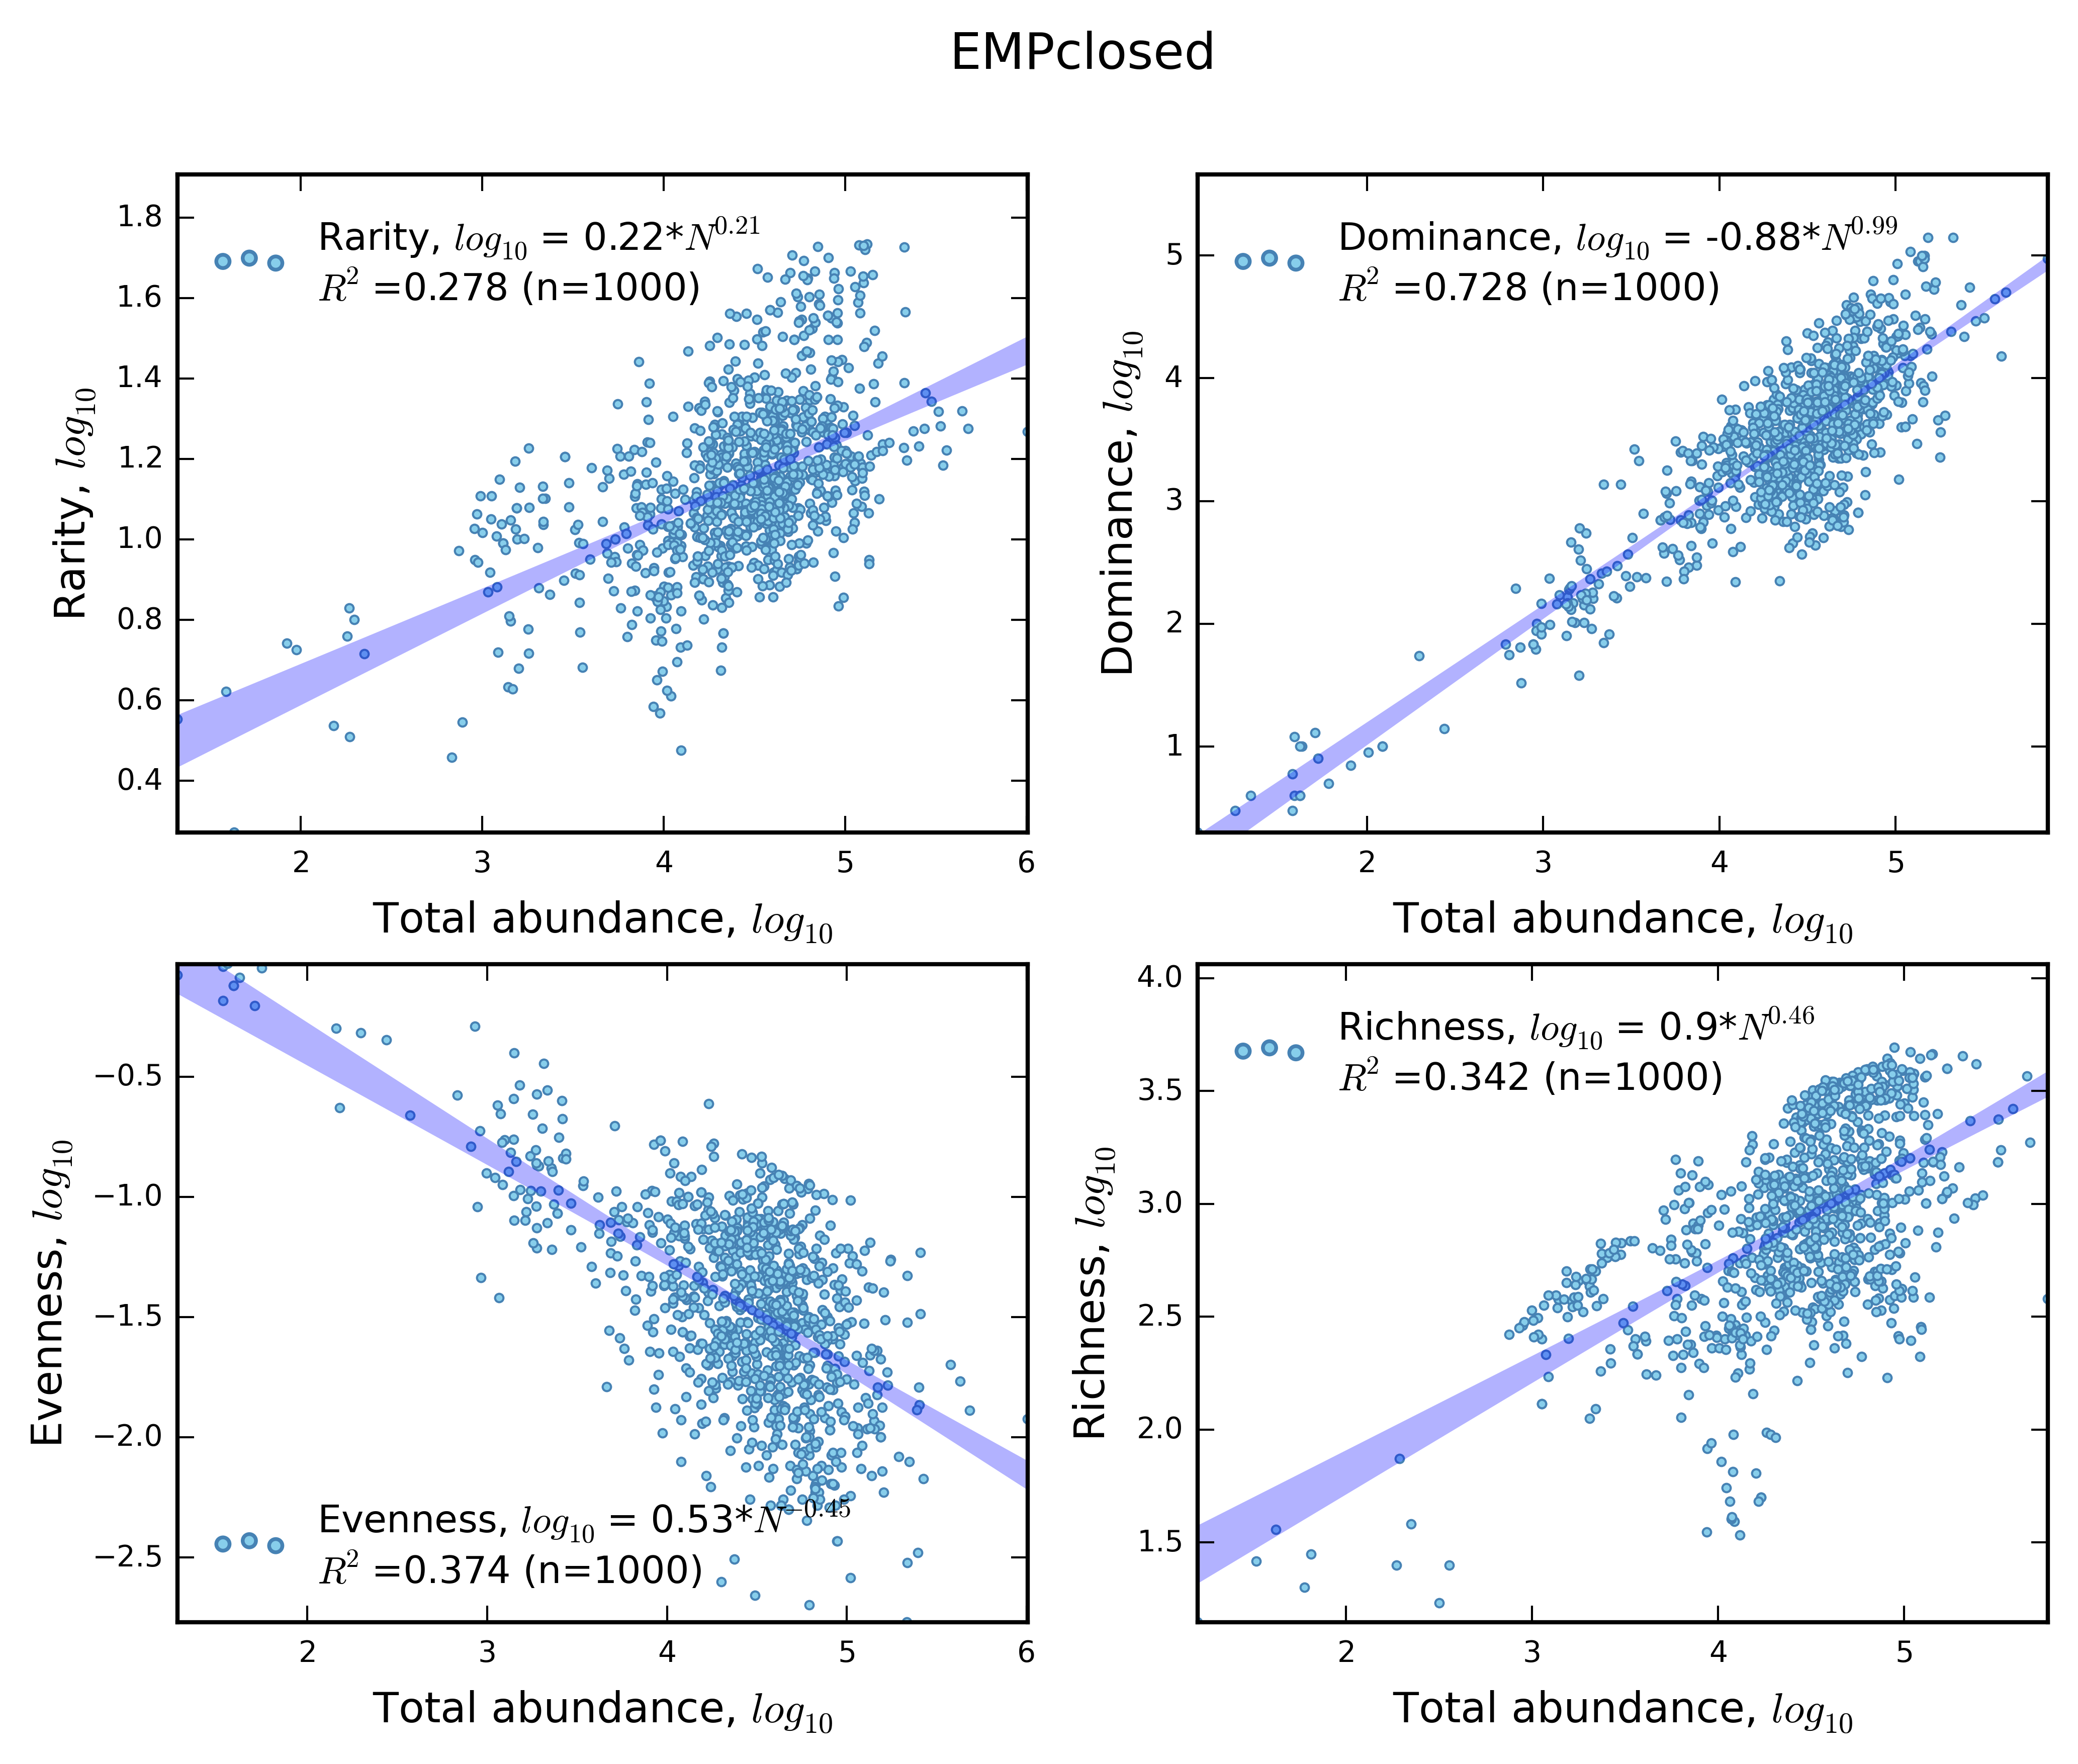 EMPclosed
Rarity, log10 = 0.22*N^0.21
R^2 =0.278 (n=1000)
1.8
1.6
1.4
1.2
1.0
0.8
0.6
0.4
Rarity, log10
2 3 4 5 6
Total abundance, log10
Dominance, log10 = -0.88*N^0.99
R^2 =0.728 (n=1000)
5
4
3
2
1
Dominance, log10
2 3 4 5
Total abundance, log10
−0.5
−1.0
−1.5
−2.0
−2.5
Evenness, log10
Evenness, log10 = 0.53*N^−0.45
R^2 =0.374 (n=1000)
2 3 4 5 6
Total abundance, log10
Richness, log10 = 0.9*N^0.46
R^2 =0.342 (n=1000)
4.0
3.5
3.0
2.5
2.0
1.5
Richness, log10
2 3 4 5
Total abundance, log10